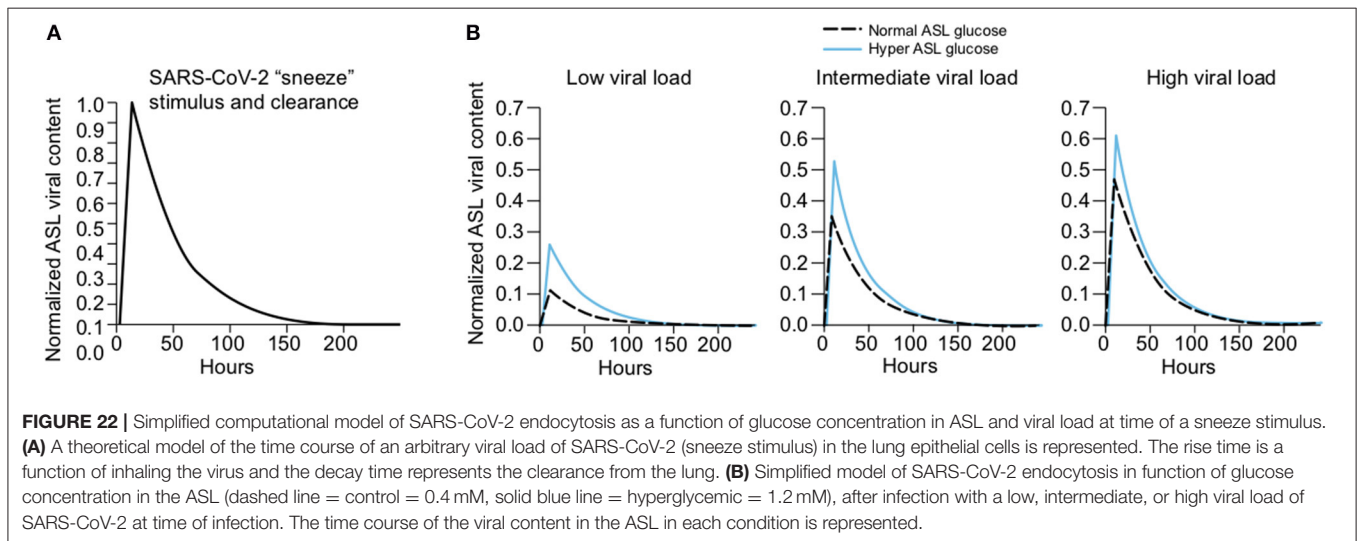 A
SARS-CoV-2 “sneeze”
stimulus and clearance
Normalized ASL viral content
1.0
0.9
0.8
0.7
0.6
0.5
0.4
0.3
0.2
0.1
0.0
0 50 100 150 200
Hours
B
Normal ASL glucose
Hyper ASL glucose
Low viral load
Normalized ASL viral content
0.7
0.6
0.5
0.4
0.3
0.2
0.1
0.0
0 50 100 150 200
Hours
Intermediate viral load
0.7
0.6
0.5
0.4
0.3
0.2
0.1
0.0
0 50 100 150 200
Hours
High viral load
0.7
0.6
0.5
0.4
0.3
0.2
0.1
0.0
0 50 100 150 200
Hours
FIGURE 22 | Simplified computational model of SARS-CoV-2 endocytosis as a function of glucose concentration in ASL and viral load at time of a sneeze stimulus.
(A) A theoretical model of the time course of an arbitrary viral load of SARS-CoV-2 (sneeze stimulus) in the lung epithelial cells is represented. The rise time is a
function of inhaling the virus and the decay time represents the clearance from the lung. (B) Simplified model of SARS-CoV-2 endocytosis in function of glucose
concentration in the ASL (dashed line = control = 0.4 mM, solid blue line = hyperglycemic = 1.2 mM), after infection with a low, intermediate, or high viral load of
SARS-CoV-2 at time of infection. The time course of the viral content in the ASL in each condition is represented.